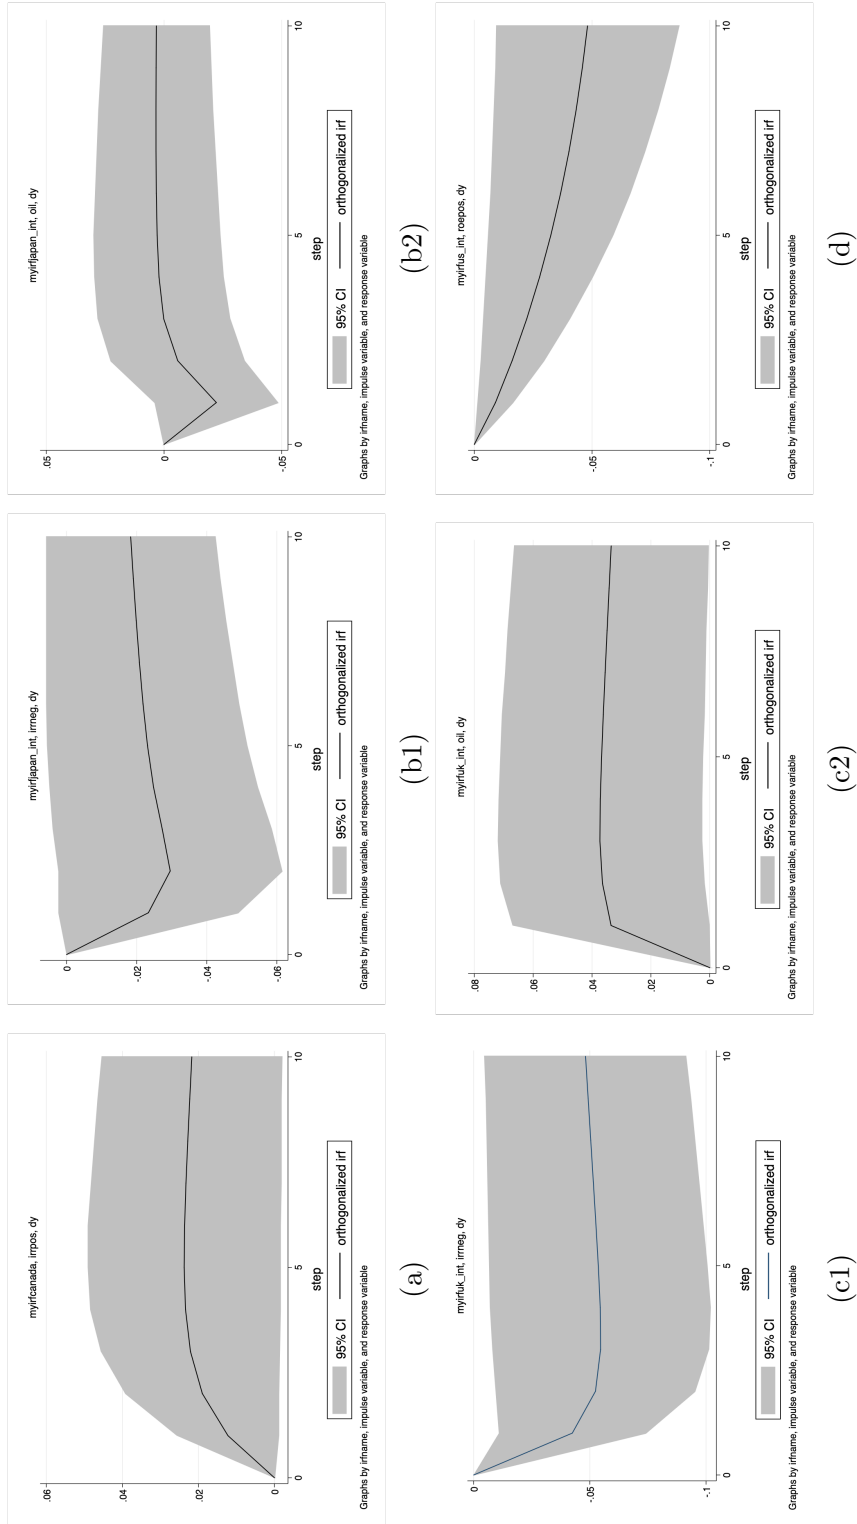 myirfcanada, irrpos, dy
.06
.04
.02
0
0 5 10
step
95% CI orthogonalized irf
Graphs by irfname, impulse variable, and response variable
(a)
myirfjapan_int, irrneg, dy
0
-.02
-.04
-.06
0 5 10
step
95% CI orthogonalized irf
Graphs by irfname, impulse variable, and response variable
(b1)
myirfjapan_int, oil, dy
.05
0
-.05
0 5 10
step
95% CI orthogonalized irf
Graphs by irfname, impulse variable, and response variable
(b2)
myirfuk_int, irrneg, dy
0
-.05
-.1
0 5 10
step
95% CI orthogonalized irf
Graphs by irfname, impulse variable, and response variable
(c1)
myirfuk_int, oil, dy
.08
.06
.04
.02
0
0 5 10
step
95% CI orthogonalized irf
Graphs by irfname, impulse variable, and response variable
(c2)
myirfus_int, roepos, dy
0
-.05
-.1
0 5 10
step
95% CI orthogonalized irf
Graphs by irfname, impulse variable, and response variable
(d)